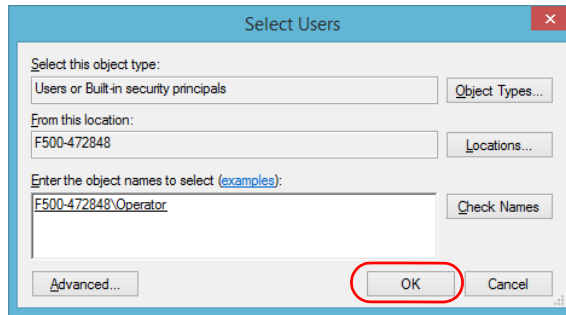 Select Users
Select this object type:
Users or Built-in security principals
Object Types...
From this location:
F500-472848
Locations...
Enter the object names to select (examples):
F500-472848\Operator
Check Names
Advanced...
OK
Cancel